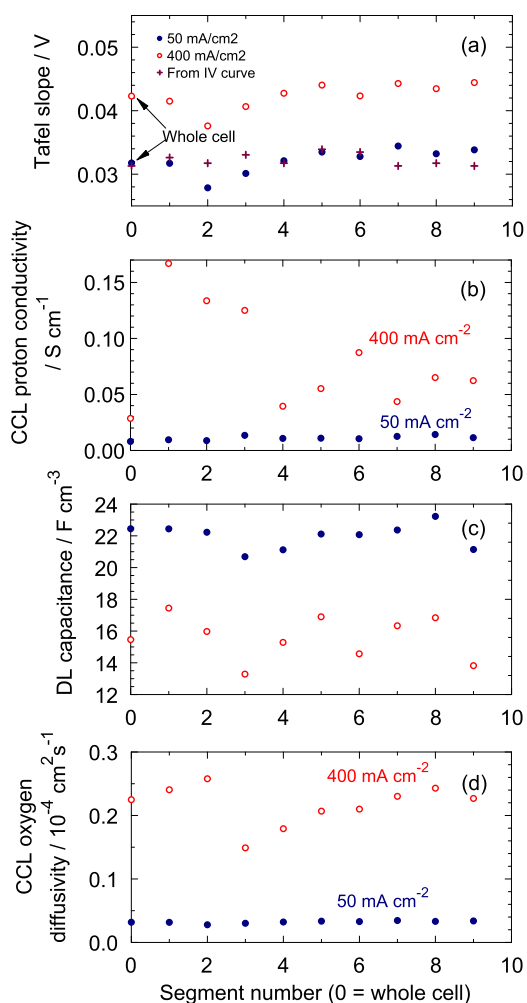 0.05
0.04
0.03
Tafel slope / V
50 mA/cm2
400 mA/cm2
From IV curve
(a)
Whole cell
0 2 4 6 8 10
0.15
0.10
0.05
0.00
CCL proton conductivity
/ S cm⁻¹
(b)
400 mA cm⁻²
50 mA cm⁻²
0 2 4 6 8 10
24
22
20
18
16
14
12
DL capacitance / F cm⁻³
(c)
0 2 4 6 8 10
0.3
0.2
0.1
0.0
CCL oxygen
diffusivity / 10⁻⁴ cm²s⁻¹
400 mA cm⁻²
(d)
50 mA cm⁻²
0 2 4 6 8 10
Segment number (0 = whole cell)